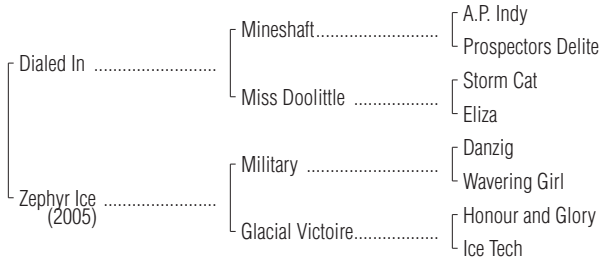 A.P. Indy
Mineshaft..............................
Prospectors Delite
Dialed In .............................
Storm Cat
Miss Doolittle ....................
Eliza
Danzig
Military ................................
Wavering Girl
Zephyr Ice ...........................
(2005)
Honour and Glory
Glacial Victoire....................
Ice Tech